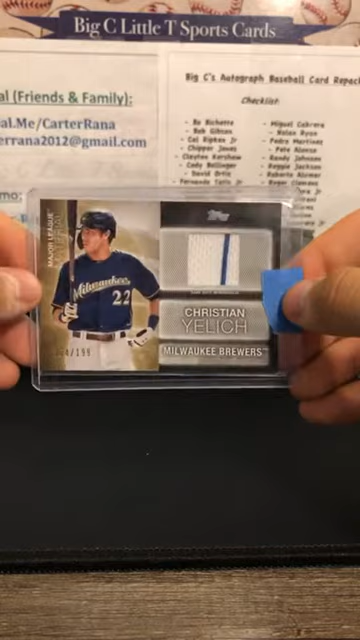 Big C Little T Sports Cards
al (Friends & Family):
al.Me/CarterRana
errana2012@gmail.com
mo:
Big C's Autograph Baseball Card Repack
Checklist:
Bo Bichette
Bob Gibson
Cal Ripken Jr
Chipper Jones
Clayton Kershaw
Cody Bellinger
David Ortiz
Fernando Tatis Jr
Miguel Cabrera
Nolan Ryan
Pedro Martinez
Pete Alonso
Randy Johnson
Reggie Jackson
Roberto Alomar
Roger Clemens
MAJOR LEAGUE
MATERIAL
Topps
Milwaukee
22
/199
CHRISTIAN
YELICH
MILWAUKEE BREWERS